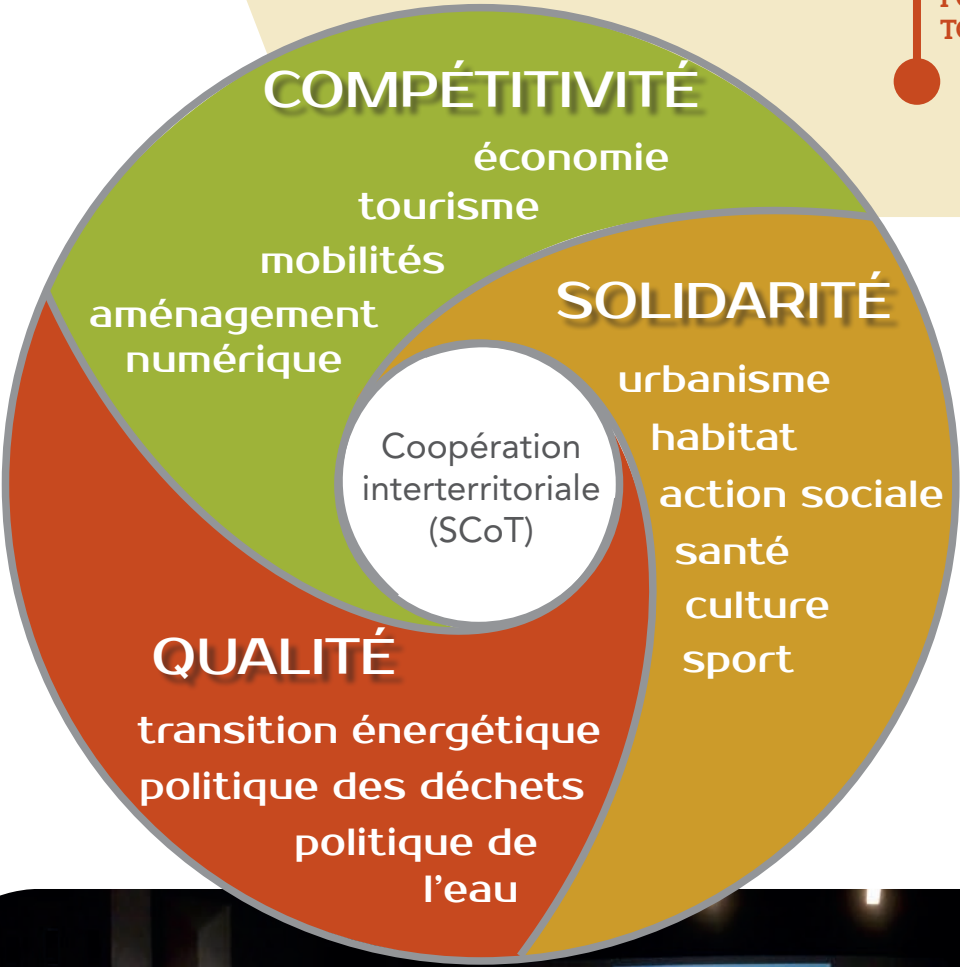 COMPÉTITIVITÉ
économie
tourisme
mobilités
aménagement
numérique
SOLIDARITÉ
urbanisme
habitat
action sociale
santé
culture
sport
Coopération
interterritoriale
(SCoT)
QUALITÉ
transition énergétique
politique des déchets
politique de
l’eau